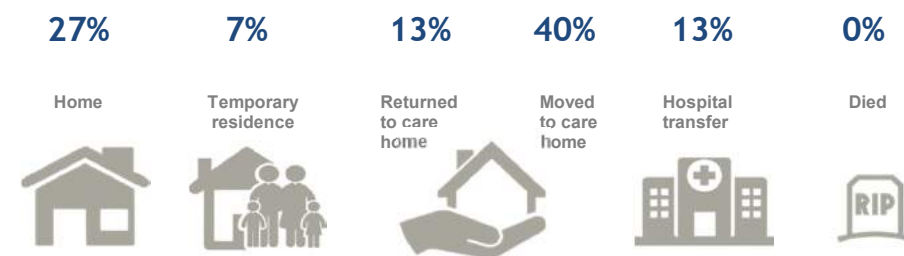 27% 7% 13% 40% 13% 0%
Home Temporary Returned Moved Hospital Died
residence to care to care transfer
home home
RIP